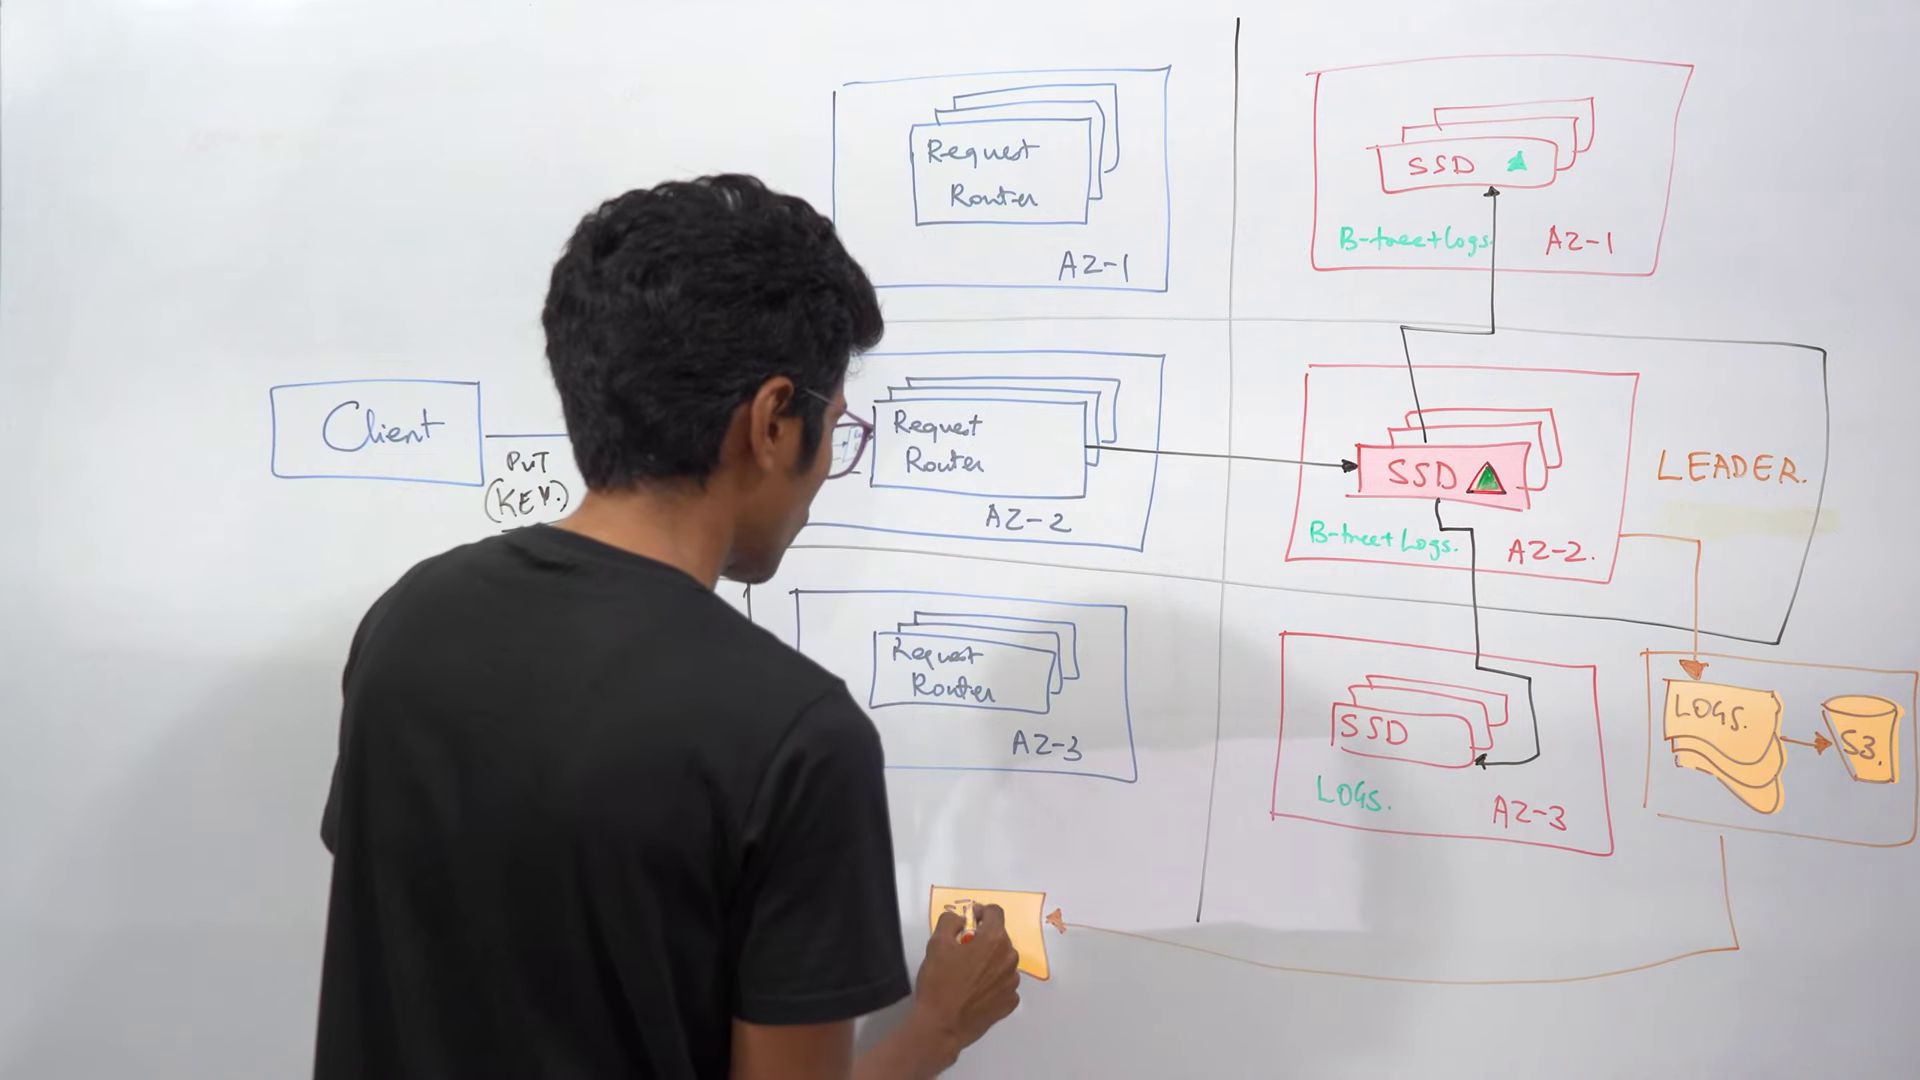 Client
PUT
(KEY.)
Request
Router
AZ-1
Request
Router
AZ-2
Request
Router
AZ-3
SSD
B-tree+logs.
AZ-1
SSD
B-tree+Logs.
AZ-2.
LEADER.
SSD
LOGS.
AZ-3
LOGS.
S3.